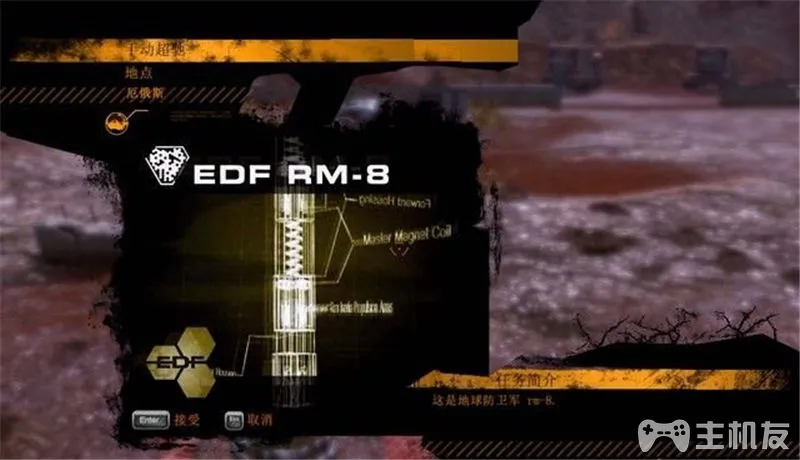 手动超驰
地点
厄俄斯
EDF RM-8
Forward Housing
Master Magnet Coil
EDF
Enter 接受
Esc 取消
任务简介
这是地球防卫军 rm-8.
主机友